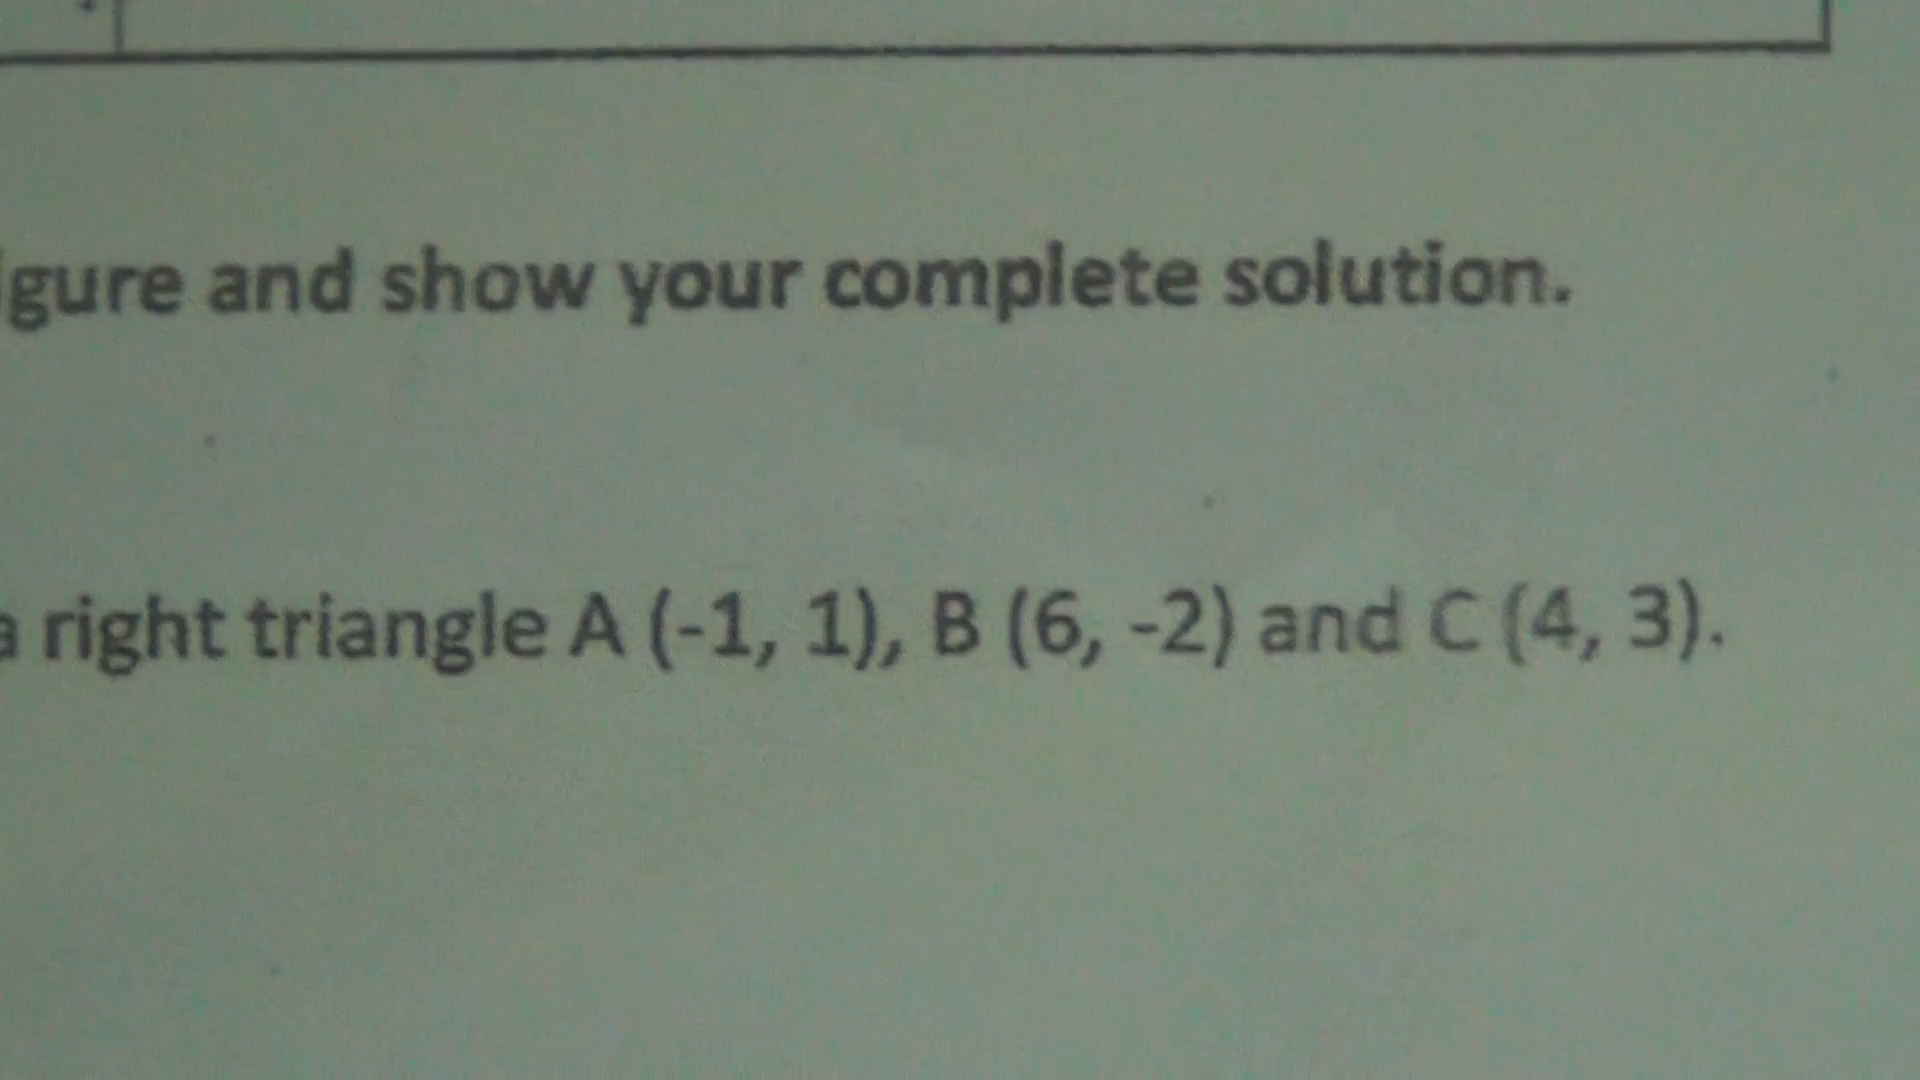 gure and show your complete solution.
a right triangle A (-1, 1), B (6, -2) and C (4, 3).